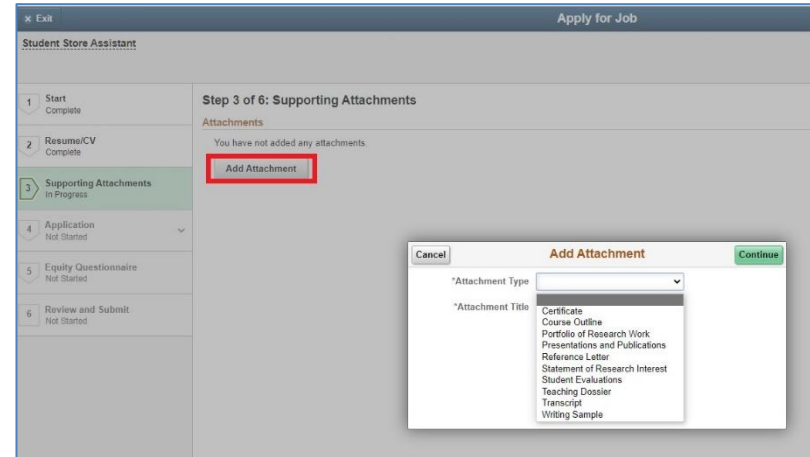 × Exit
Apply for Job
Student Store Assistant
1 Start
Complete
2 Resume/CV
Complete
3 Supporting Attachments
In Progress
4 Application
Not Started
5 Equity Questionnaire
Not Started
6 Review and Submit
Not Started
Step 3 of 6: Supporting Attachments
Attachments
You have not added any attachments.
Add Attachment
Cancel
Add Attachment
Continue
*Attachment Type
*Attachment Title
Certificate
Course Outline
Portfolio of Research Work
Presentations and Publications
Reference Letter
Statement of Research Interest
Student Evaluations
Teaching Dossier
Transcript
Writing Sample